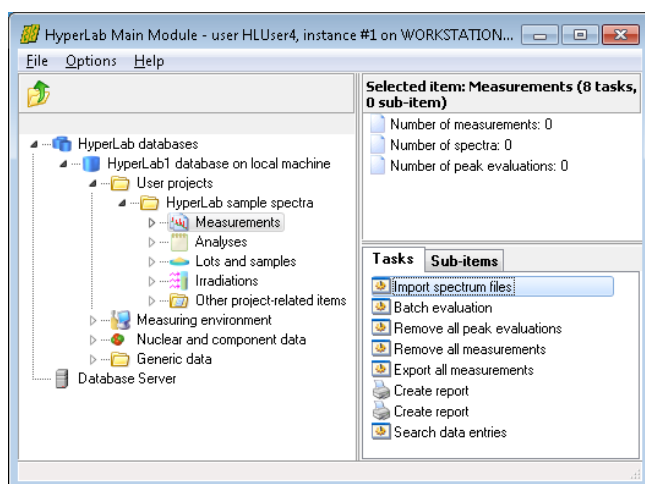 HyperLab Main Module - user HLUser4, instance #1 on WORKSTATION...
File Options Help
Selected item: Measurements (8 tasks,
0 sub-item)
Number of measurements: 0
Number of spectra: 0
Number of peak evaluations: 0
HyperLab databases
HyperLab1 database on local machine
User projects
HyperLab sample spectra
Measurements
Analyses
Lots and samples
Irradiations
Other project-related items
Measuring environment
Nuclear and component data
Generic data
Database Server
Tasks Sub-items
Import spectrum files
Batch evaluation
Remove all peak evaluations
Remove all measurements
Export all measurements
Create report
Create report
Search data entries